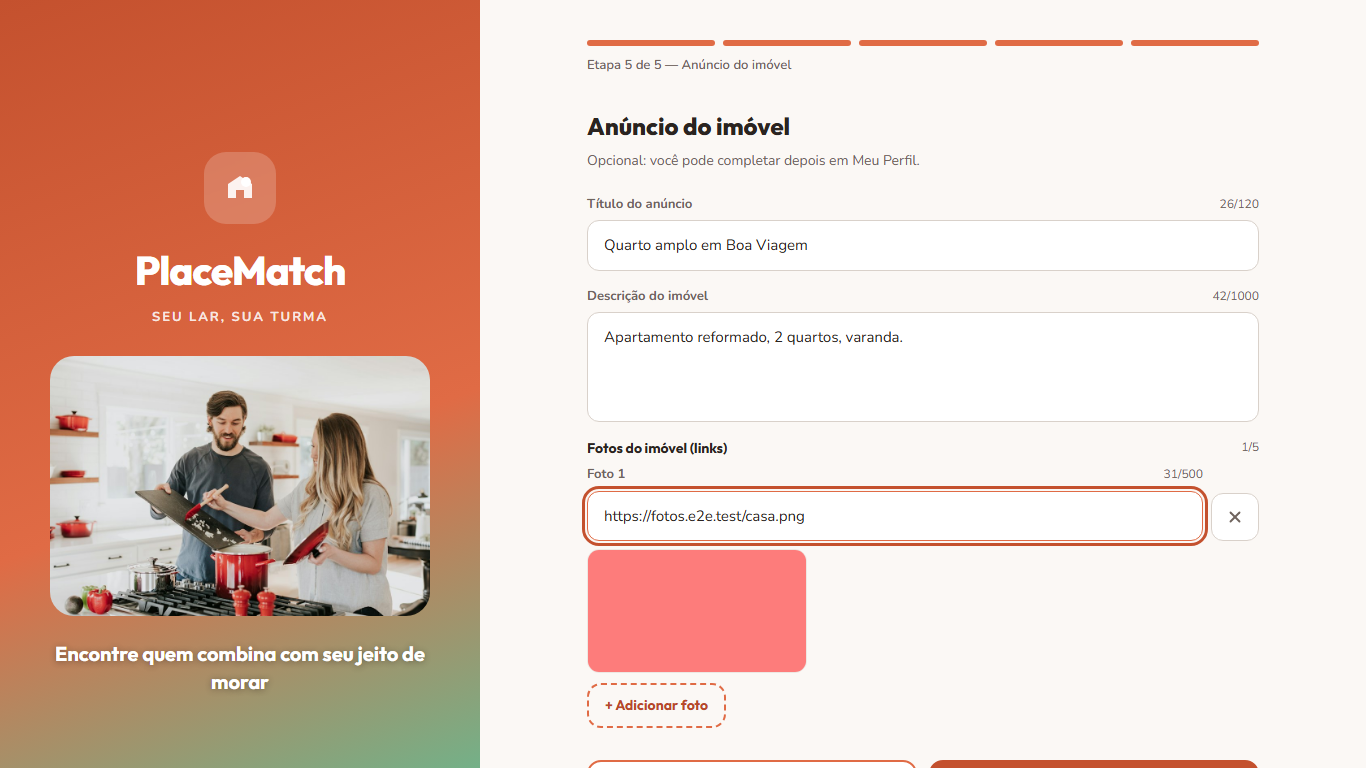 PlaceMatch
SEU LAR, SUA TURMA
Encontre quem combina com seu jeito de
morar
Etapa 5 de 5 — Anúncio do imóvel
Anúncio do imóvel
Opcional: você pode completar depois em Meu Perfil.
Título do anúncio 26/120
Quarto amplo em Boa Viagem
Descrição do imóvel 42/1000
Apartamento reformado, 2 quartos, varanda.
Fotos do imóvel (links) 1/5
Foto 1 31/500
https://fotos.e2e.test/casa.png
+ Adicionar foto